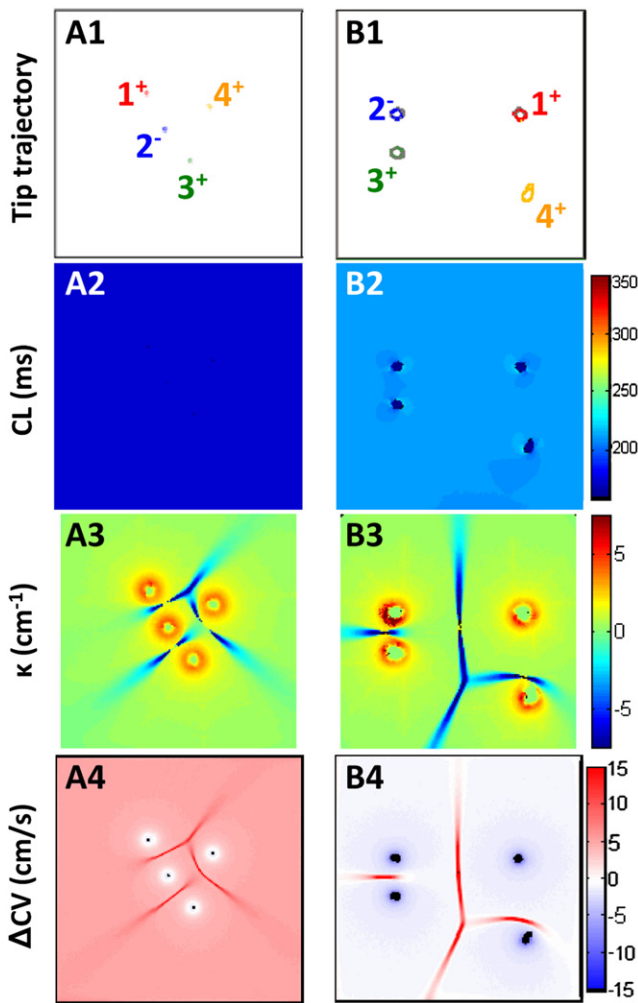 Tip trajectory
A1
1+
4+
2-
3+
B1
2-
1+
3+
4+
CL (ms)
A2
B2
350
300
250
200
κ (cm-1)
A3
B3
5
0
-5
ΔCV (cm/s)
A4
B4
15
10
5
0
-5
-10
-15